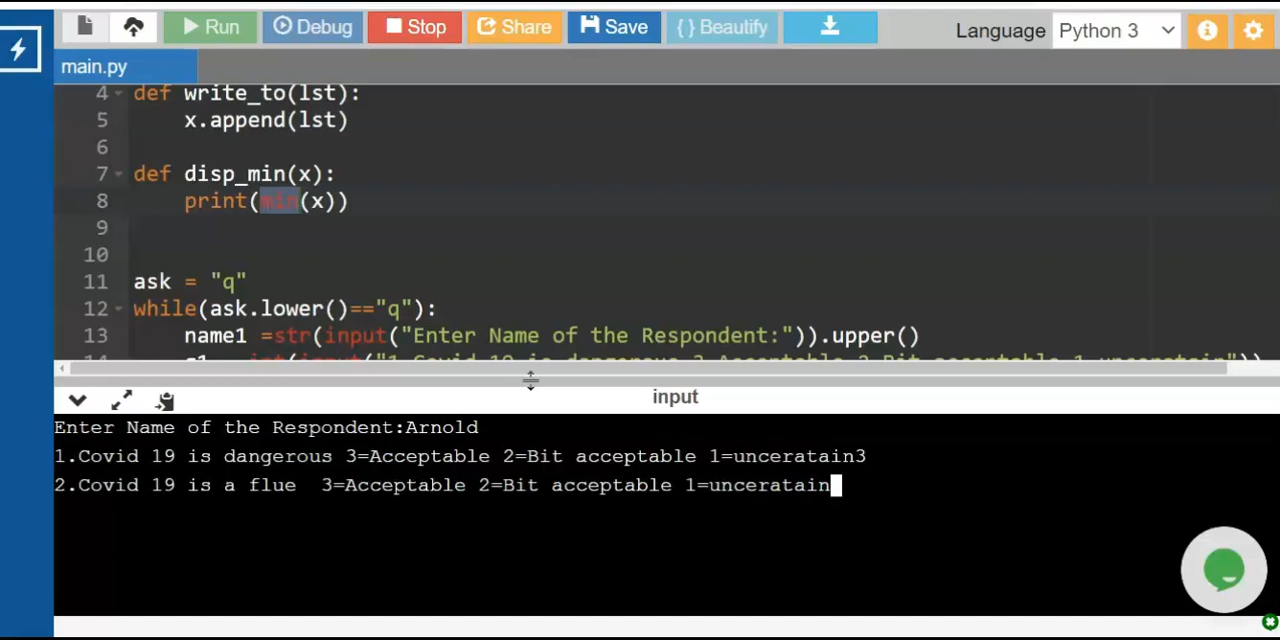 Run Debug Stop Share Save { } Beautify Language Python 3
main.py
4 def write_to(lst):
5 x.append(lst)
6
7 def disp_min(x):
8 print(min(x))
9
10
11 ask = "q"
12 while(ask.lower()=="q"):
13 name1 =str(input("Enter Name of the Respondent:")).upper()
input
Enter Name of the Respondent:Arnold
1.Covid 19 is dangerous 3=Acceptable 2=Bit acceptable 1=unceratain3
2.Covid 19 is a flue  3=Acceptable 2=Bit acceptable 1=unceratain